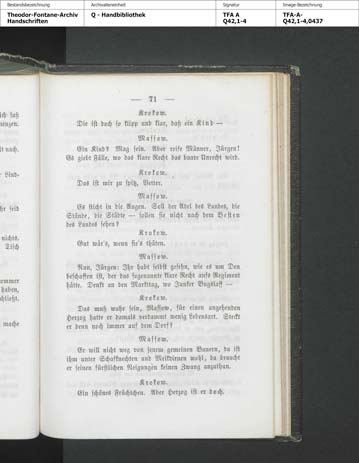 Bestandsbezeichnung
Theodor-Fontane-Archiv
Handschriften
Archivalieneinheit
Q - Handbibliothek
Signatur
TFA A
Q42,1-4
Image-Bezeichnung
TFA-A-
Q42,1-4,0437
— 71 —
Krokow.
Die ist doch so klipp und klar, daß ein Kind —
Massow.
Ein Kind? Mag sein. Aber reife Männer, Jürgen!
Es giebt Fälle, wo das klare Recht das baare Unrecht wird.
Krokow.
Das ist mir zu spitz, Vetter.
Massow.
Es sticht in die Augen. Soll der Adel des Landes, die
Stände, die Städte — sollen sie nicht nach dem Besten
des Landes sehen?
Krokow.
Gut wär's, wenn sie's thäten.
Massow.
Nun, Jürgen: Ihr habt selbst gesehn, wie es um Den
beschaffen ist, der das sogenannte klare Recht aufs Regiment
hätte. Denkt an den Markttag, wo Junker Bugslaff —
Krokow.
Das muß wahr sein, Massow, für einen angehenden
Herzog hatte er damals verdammt wenig Lebensart. Steckt
er denn noch immer auf dem Dorf?
Massow.
Er will nicht weg von jenem gemeinen Bauern, da ist
ihm unter Schafknechten und Melkdirnen wohl, da braucht
er seinen fürstlichen Neigungen keinen Zwang anzuthun.
Krokow.
Ein schönes Früchtchen. Aber Herzog ist er doch.